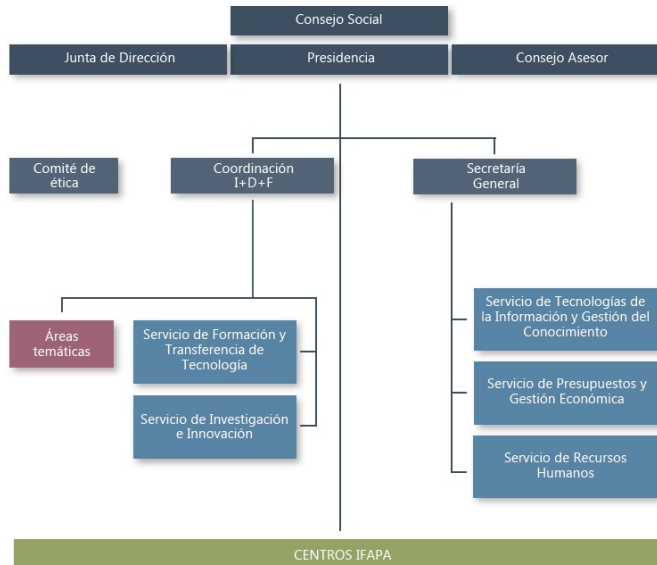 Consejo Social
Junta de Dirección
Presidencia
Consejo Asesor
Comité de
ética
Coordinación
I+D+F
Secretaría
General
Áreas
temáticas
Servicio de Formación y
Transferencia de
Tecnología
Servicio de Investigación
e Innovación
Servicio de Tecnologías de
la Información y Gestión del
Conocimiento
Servicio de Presupuestos y
Gestión Económica
Servicio de Recursos
Humanos
CENTROS IFAPA